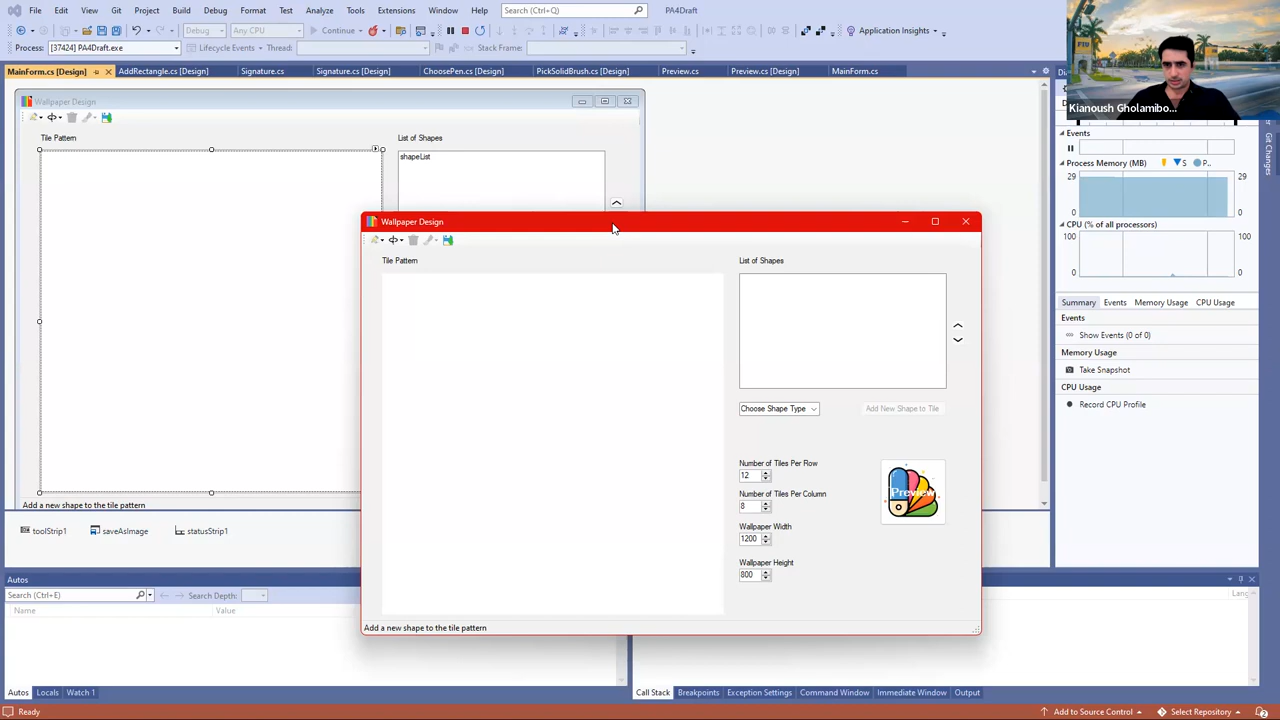 File Edit View Git Project Build Debug Format Test Analyze Tools Extensions Window Help Search (Ctrl+Q) PA4Draft
Debug Any CPU Continue Application Insights
Process: [37424] PA4Draft.exe Lifecycle Events Thread: Stack Frame:
MainForm.cs [Design] AddRectangle.cs [Design] Signature.cs Signature.cs [Design] ChoosePen.cs [Design] PickSolidBrush.cs [Design] Preview.cs Preview.cs [Design] MainForm.cs
Kianoush Gholamibo...
Wallpaper Design
Tile Pattern List of Shapes
shapeList
Wallpaper Design
Tile Pattern List of Shapes
Choose Shape Type Add New Shape to Tile
Number of Tiles Per Row
12
Number of Tiles Per Column
8
Preview
Wallpaper Width
1200
Wallpaper Height
800
Add a new shape to the tile pattern
Add a new shape to the tile pattern
toolStrip1 saveAsImage statusStrip1
Events
Process Memory (MB) S P..
29 29
0 0
CPU (% of all processors)
100 100
0 0
Summary Events Memory Usage CPU Usage
Events
Show Events (0 of 0)
Memory Usage
Take Snapshot
CPU Usage
Record CPU Profile
Git Changes
Autos
Search (Ctrl+E) Search Depth:
Name Value
Lang
Autos Locals Watch 1
Call Stack Breakpoints Exception Settings Command Window Immediate Window Output
Ready Add to Source Control Select Repository 2